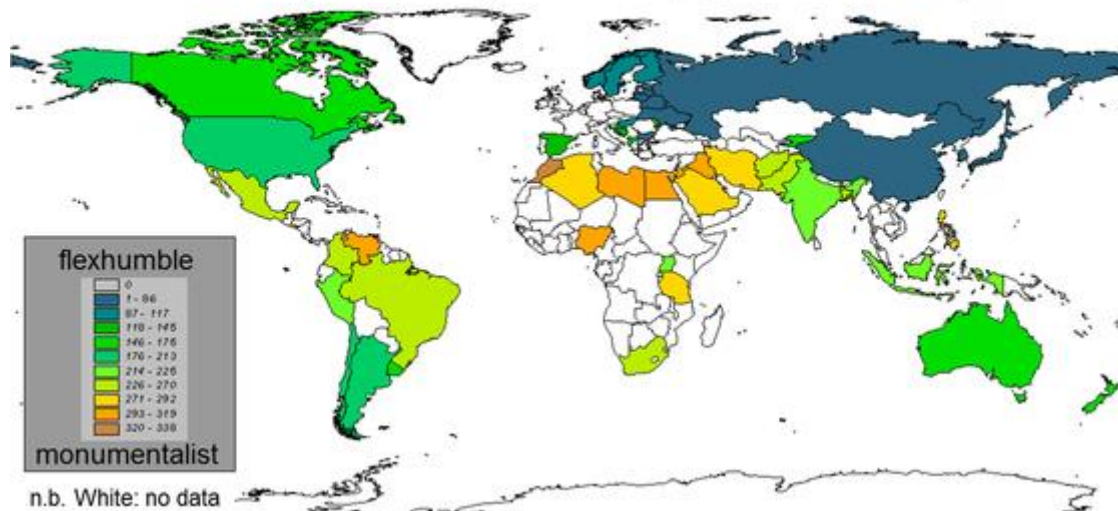 flexhumble
0
1 - 86
87 - 117
118 - 145
146 - 175
176 - 213
214 - 225
226 - 270
271 - 292
293 - 319
320 - 338
monumentalist
n.b. White: no data